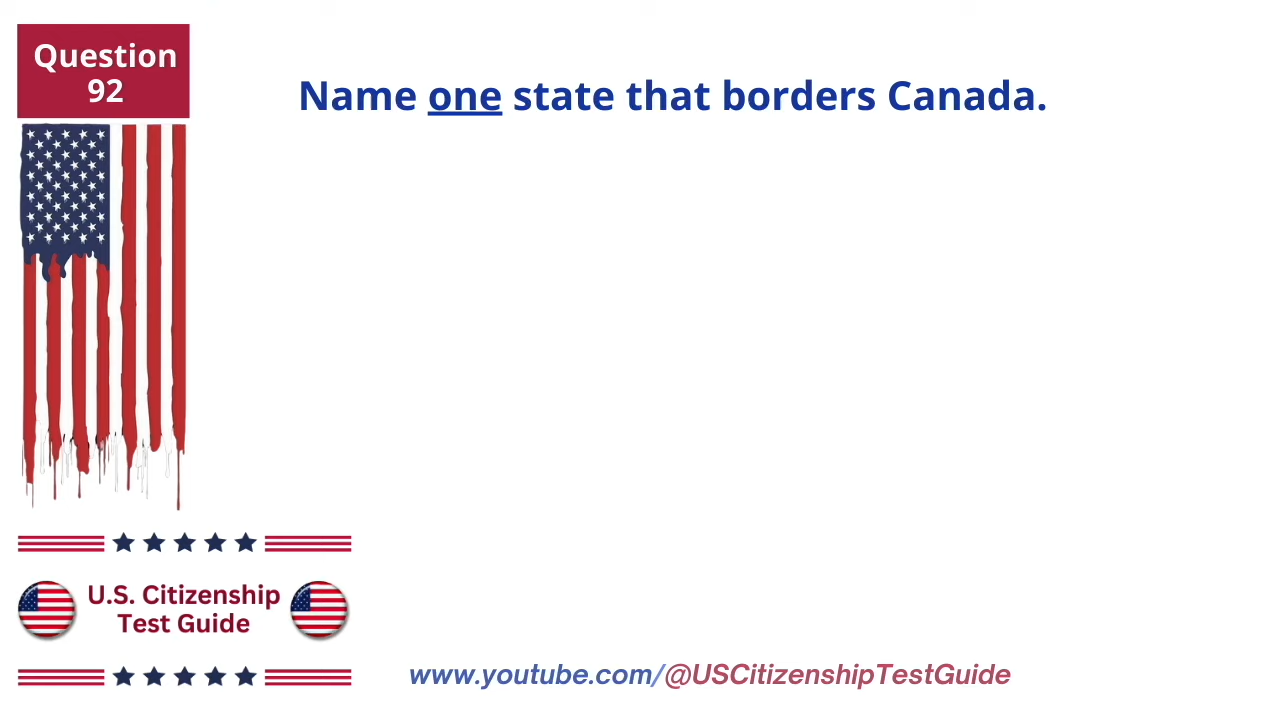 Question
92
Name one state that borders Canada.
U.S. Citizenship
Test Guide
www.youtube.com/@USCitizenshipTestGuide